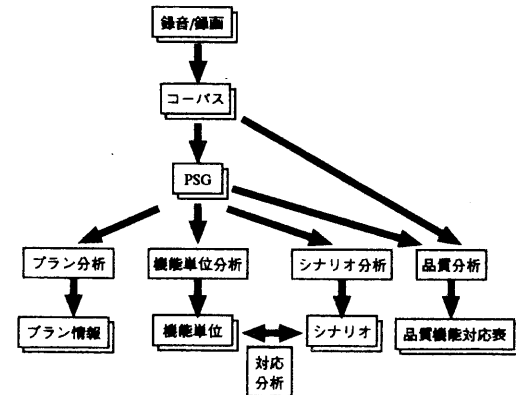 録音/録画
コーパス
PSG
プラン分析
機能単位分析
シナリオ分析
品質分析
プラン情報
機能単位
シナリオ
品質機能対応表
対応
分析